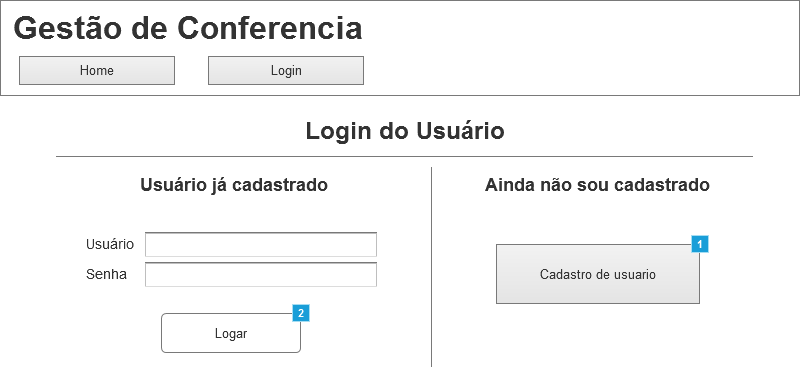 Gestão de Conferencia
Home
Login
Login do Usuário
Usuário já cadastrado
Usuário
Senha
2
Logar
Ainda não sou cadastrado
1
Cadastro de usuario